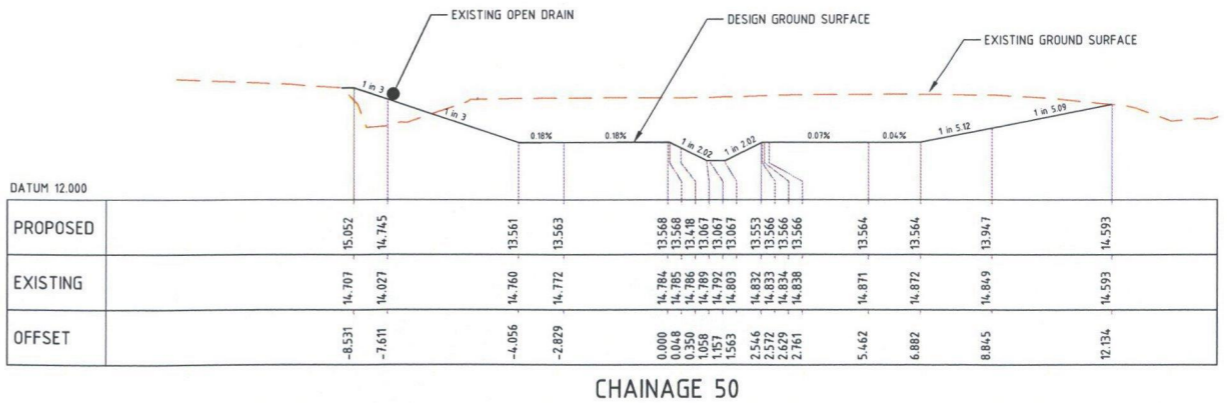 EXISTING OPEN DRAIN
DESIGN GROUND SURFACE
EXISTING GROUND SURFACE
1 in 3
1 in 3
0.18%
0.18%
1 in 2.02
1 in 2.02
0.07%
0.04%
1 in 5.12
1 in 5.09
DATUM 12.000
PROPOSED 15.052 14.745 13.561 13.563 13.568 13.568 13.418 13.067 13.067 13.067 13.553 13.566 13.566 13.566 13.564 13.564 13.947 14.593
EXISTING 14.707 14.027 14.760 14.772 14.784 14.785 14.786 14.789 14.792 14.803 14.832 14.833 14.834 14.838 14.871 14.872 14.849 14.593
OFFSET -8.531 -7.611 -4.056 -2.829 0.000 0.048 0.350 1.058 1.157 1.563 2.546 2.572 2.629 2.761 5.462 6.882 8.845 12.134
CHAINAGE 50